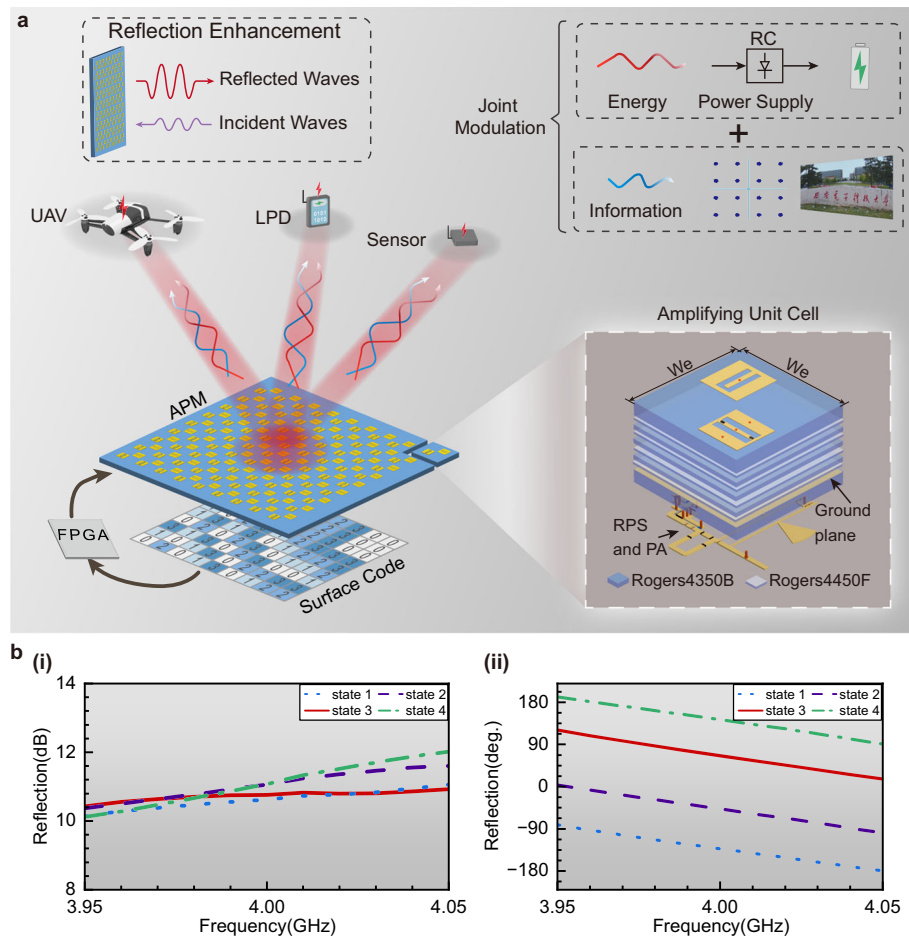 a
Reflection Enhancement
Reflected Waves
Incident Waves
Joint
Modulation
RC
Energy
Power Supply
+
Information
UAV
LPD
0101
1010
Sensor
APM
FPGA
Surface Code
Amplifying Unit Cell
We
We
Ground
plane
RPS
and PA
Rogers4350B
Rogers4450F
b
(i)
14
12
10
8
Reflection(dB)
state 1
state 2
state 3
state 4
3.95
4.00
4.05
Frequency(GHz)
(ii)
180
90
0
−90
−180
Reflection(deg.)
state 1
state 2
state 3
state 4
3.95
4.00
4.05
Frequency(GHz)